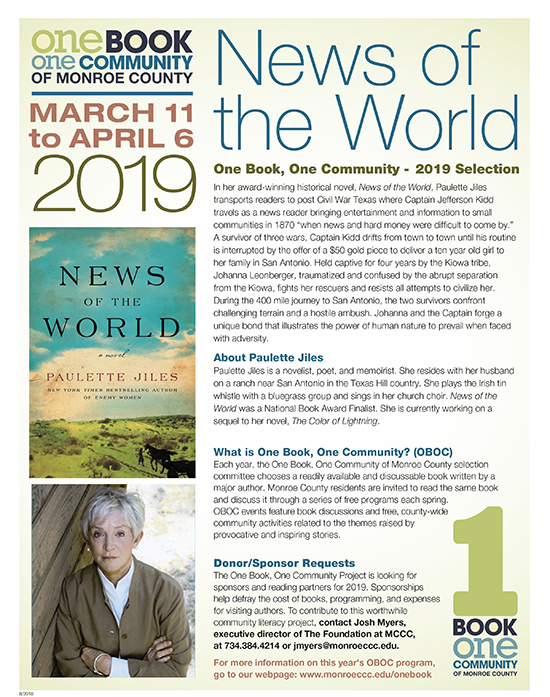 one BOOK
one COMMUNITY
OF MONROE COUNTY
MARCH 11
to APRIL 6
2019
News of
the World
One Book, One Community - 2019 Selection
In her award-winning historical novel, News of the World, Paulette Jiles
transports readers to post Civil War Texas where Captain Jefferson Kidd
travels as a news reader bringing entertainment and information to small
communities in 1870 “when news and hard money were difficult to come by.”
A survivor of three wars, Captain Kidd drifts from town to town until his routine
is interrupted by the offer of a $50 gold piece to deliver a ten year old girl to
her family in San Antonio. Held captive for four years by the Kiowa tribe,
Johanna Leonberger, traumatized and confused by the abrupt separation
from the Kiowa, fights her rescuers and resists all attempts to civilize her.
During the 400 mile journey to San Antonio, the two survivors confront
challenging terrain and a hostile ambush. Johanna and the Captain forge a
unique bond that illustrates the power of human nature to prevail when faced
with adversity.
NEWS
OF THE
WORLD
a novel
PAULETTE JILES
NEW YORK TIMES BESTSELLING AUTHOR
OF ENEMY WOMEN
About Paulette Jiles
Paulette Jiles is a novelist, poet, and memoirist. She resides with her husband
on a ranch near San Antonio in the Texas Hill country. She plays the Irish tin
whistle with a bluegrass group and sings in her church choir. News of the
World was a National Book Award Finalist. She is currently working on a
sequel to her novel, The Color of Lightning.
What is One Book, One Community? (OBOC)
Each year, the One Book, One Community of Monroe County selection
committee chooses a readily available and discussable book written by a
major author. Monroe County residents are invited to read the same book
and discuss it through a series of free programs each spring.
OBOC events feature book discussions and free, county-wide
community activities related to the themes raised by
provocative and inspiring stories.
Donor/Sponsor Requests
The One Book, One Community Project is looking for
sponsors and reading partners for 2019. Sponsorships
help defray the cost of books, programming, and expenses
for visiting authors. To contribute to this worthwhile
community literacy project, contact Josh Myers,
executive director of The Foundation at MCCC,
at 734.384.4214 or jmyers@monroeccc.edu.
For more information on this year's OBOC program,
go to our webpage: www.monroeccc.edu/onebook
1
BOOK
one
COMMUNITY
OF MONROE COUNTY
8/2018